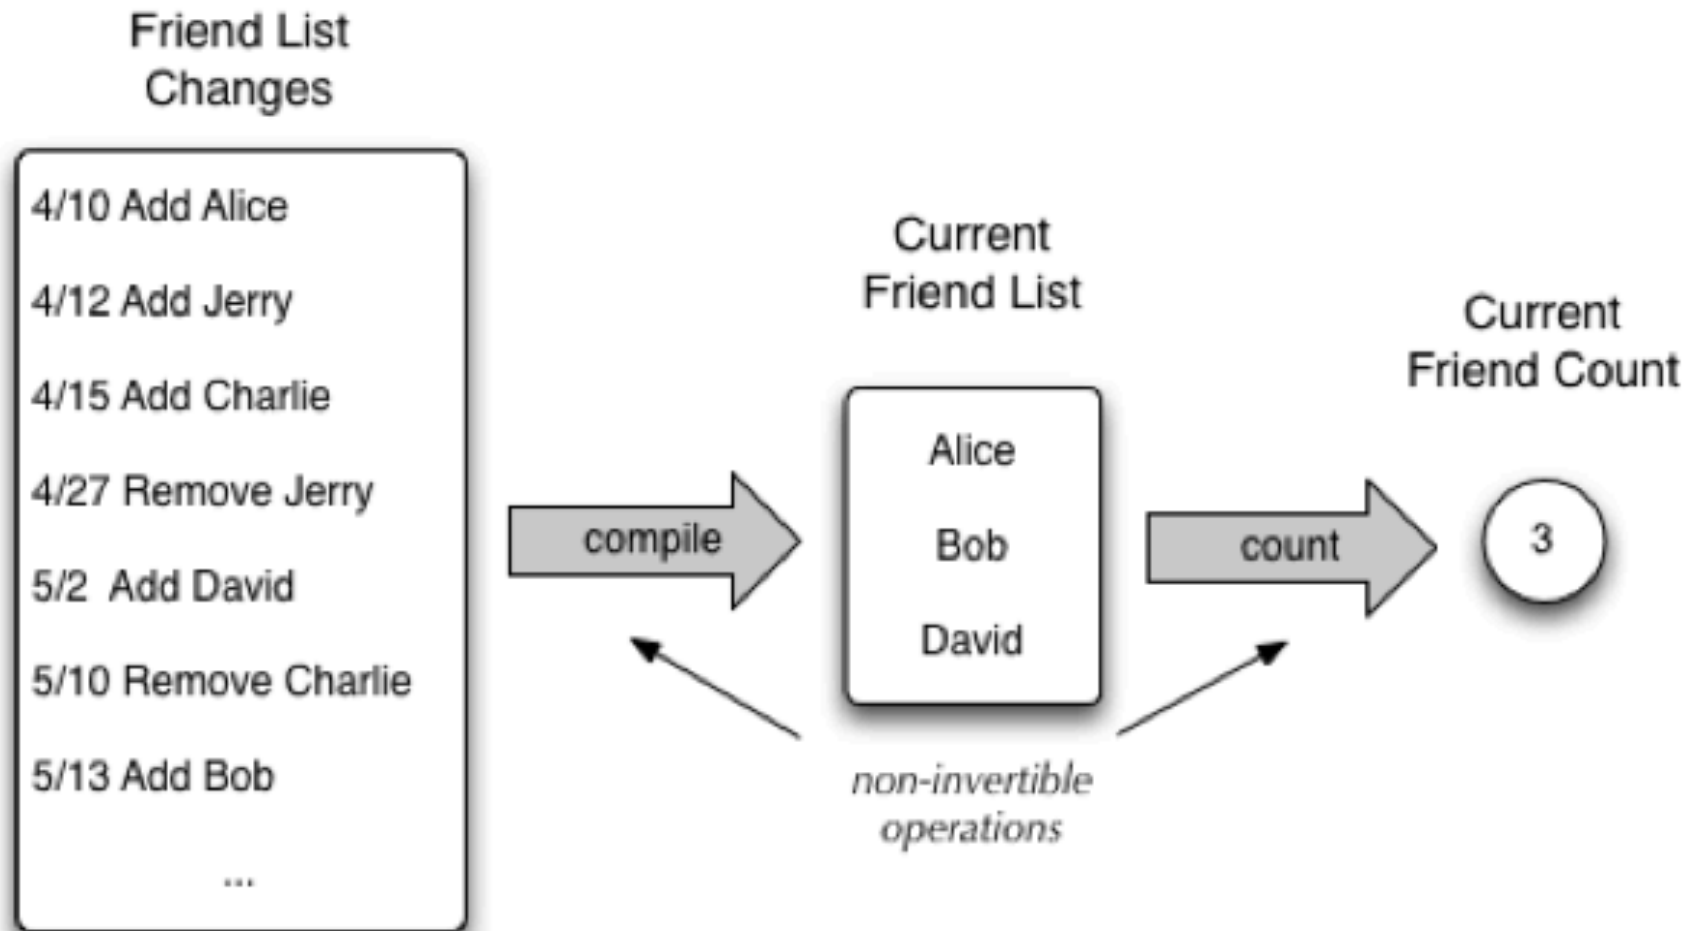 Friend List
Changes
4/10 Add Alice
4/12 Add Jerry
4/15 Add Charlie
4/27 Remove Jerry
5/2 Add David
5/10 Remove Charlie
5/13 Add Bob
...
compile
Current
Friend List
Alice
Bob
David
non-invertible
operations
count
Current
Friend Count
3